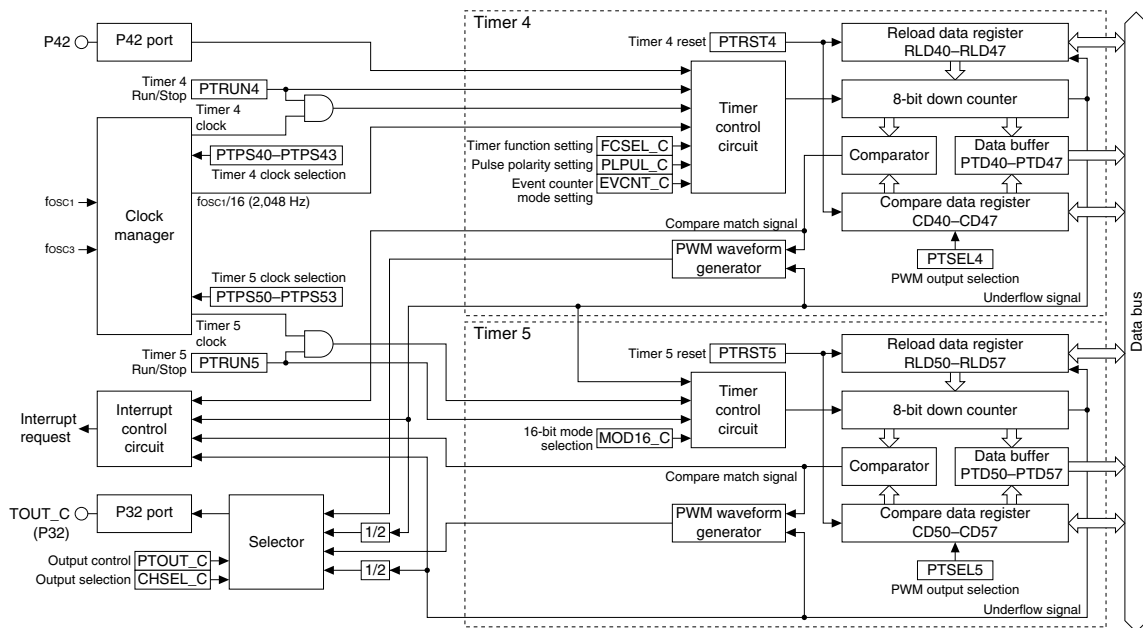 Timer 4
P42
P42 port
Timer 4 reset
PTRST4
Reload data register
RLD40–RLD47
Timer 4
Run/Stop
PTRUN4
Timer 4
clock
Timer
control
circuit
8-bit down counter
PTPS40–PTPS43
Timer 4 clock selection
Timer function setting
FCSEL_C
Pulse polarity setting
PLPUL_C
Event counter
mode setting
EVCNT_C
Comparator
Data buffer
PTD40–PTD47
fOSC1
fOSC3
Clock
manager
fOSC1/16 (2,048 Hz)
Compare match signal
Compare data register
CD40–CD47
PWM waveform
generator
PTSEL4
PWM output selection
Timer 5 clock selection
PTPS50–PTPS53
Underflow signal
Data bus
Timer 5
clock
Timer 5
Timer 5
Run/Stop
PTRUN5
Timer 5 reset
PTRST5
Reload data register
RLD50–RLD57
Timer
control
circuit
8-bit down counter
Interrupt
request
Interrupt
control
circuit
16-bit mode
selection
MOD16_C
Comparator
Data buffer
PTD50–PTD57
Compare match signal
TOUT_C
(P32)
P32 port
Selector
1/2
PWM waveform
generator
Compare data register
CD50–CD57
Output control
PTOUT_C
Output selection
CHSEL_C
1/2
PTSEL5
PWM output selection
Underflow signal